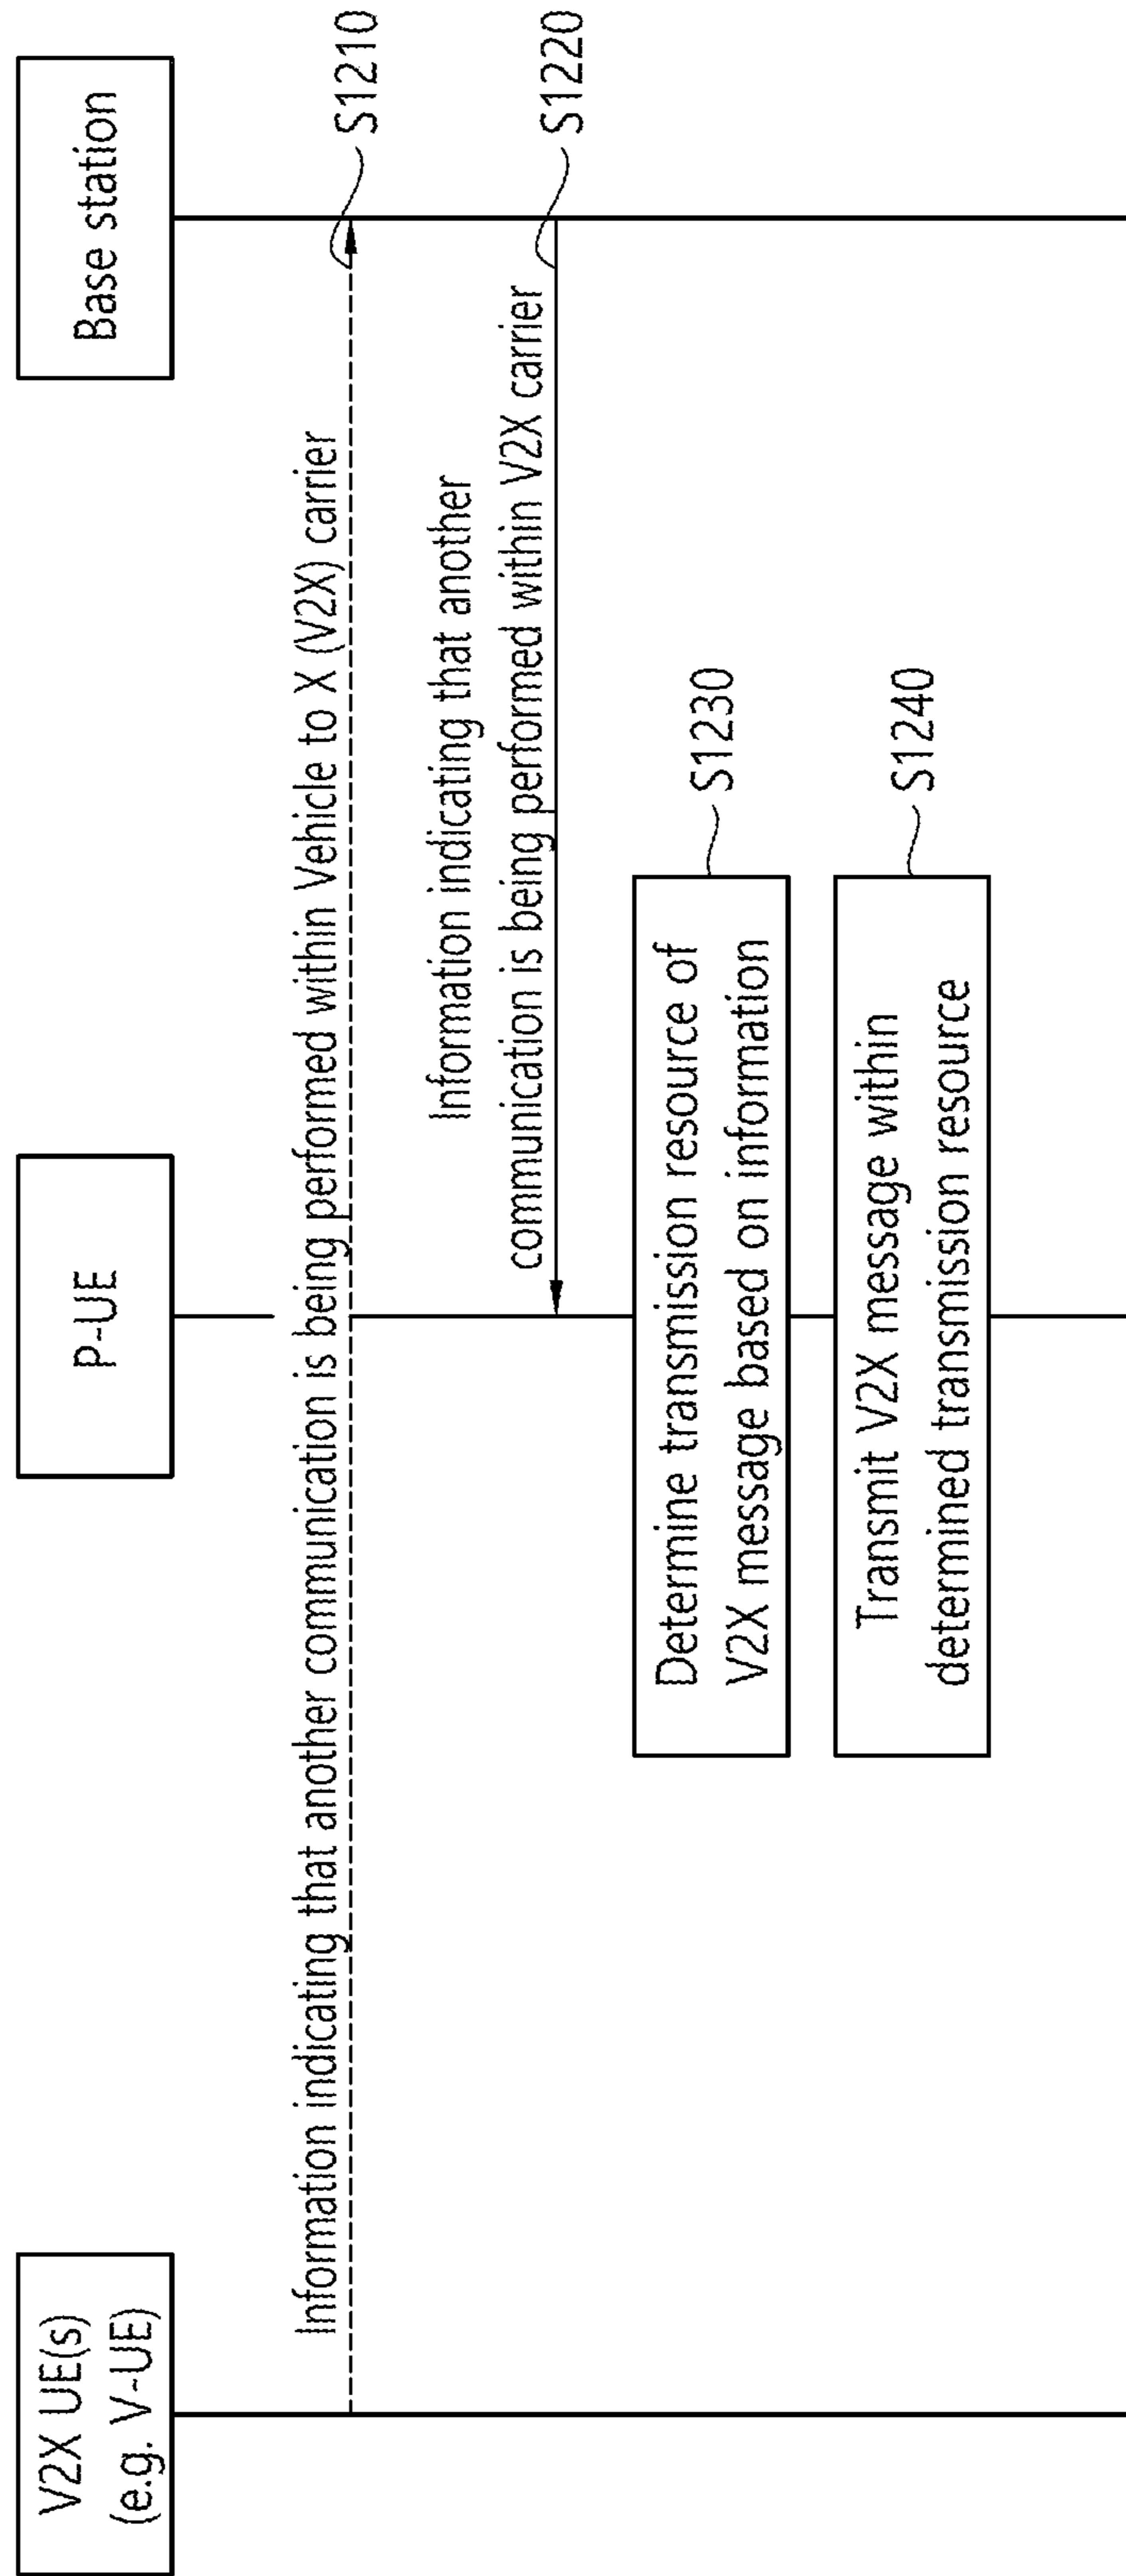 V2X UE(s)
(e.g. V-UE)
P-UE
Base station
Information indicating that another communication is being performed within Vehicle to X (V2X) carrier
S1210
Information indicating that another
communication is being performed within V2X carrier
S1220
Determine transmission resource of
V2X message based on information
S1230
Transmit V2X message within
determined transmission resource
S1240